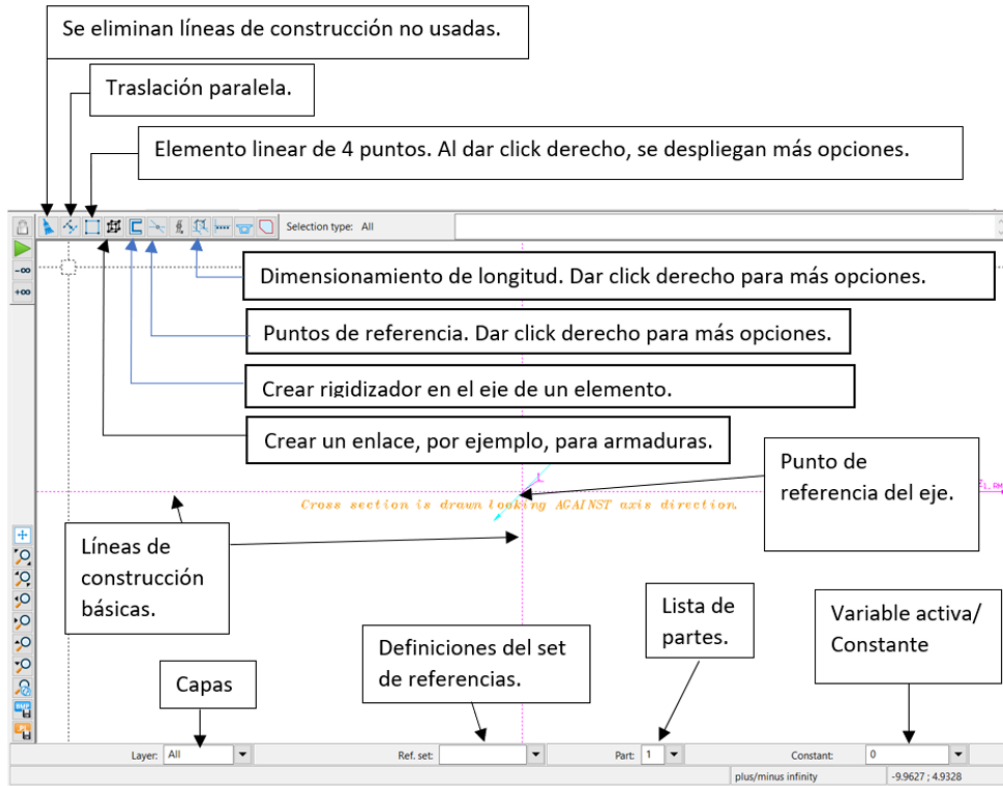 Se eliminan líneas de construcción no usadas.
Traslación paralela.
Elemento linear de 4 puntos. Al dar click derecho, se despliegan más opciones.
Selection type: All
-∞
+∞
Dimensionamiento de longitud. Dar click derecho para más opciones.
Puntos de referencia. Dar click derecho para más opciones.
Crear rigidizador en el eje de un elemento.
Crear un enlace, por ejemplo, para armaduras.
Punto de
referencia del eje.
Cross section is drawn looking AGAINST axis direction.
Líneas de
construcción
básicas.
Capas
Definiciones del set
de referencias.
Lista de
partes.
Variable activa/
Constante
Layer: All
Ref. set:
Part: 1
Constant: 0
plus/minus infinity
-9.9627 ; 4.9328